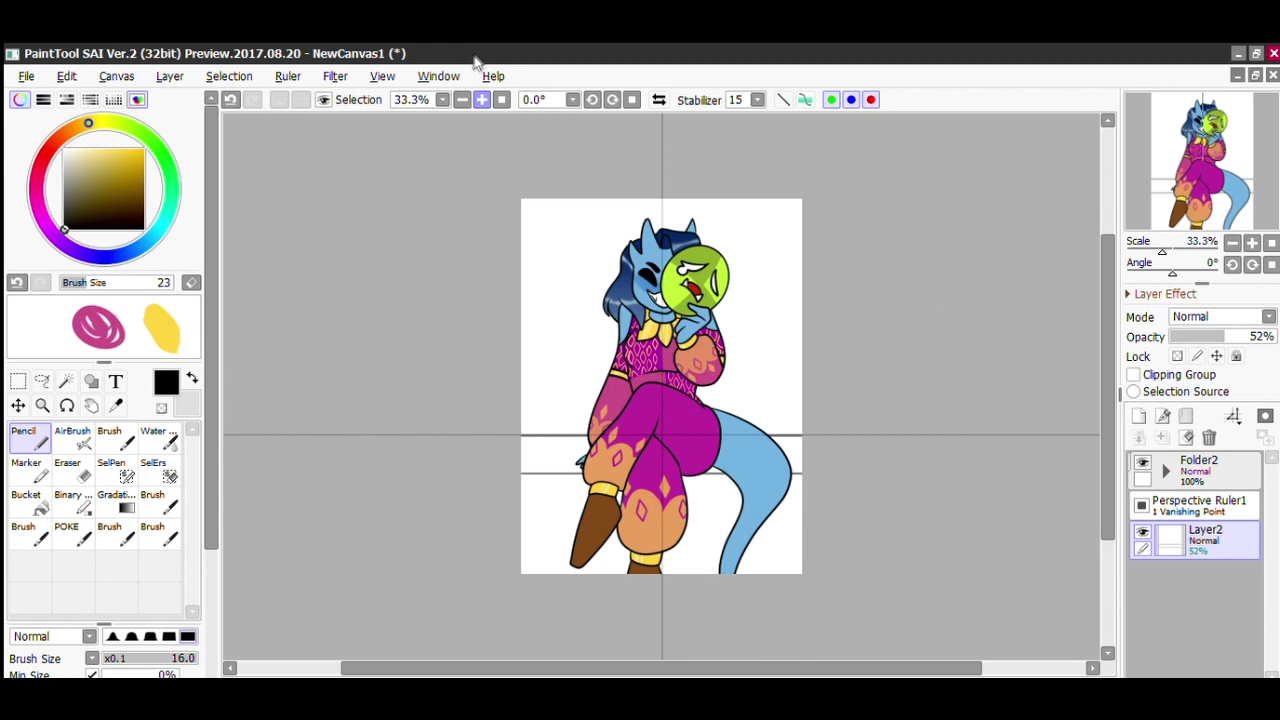 PaintTool SAI Ver.2 (32bit) Preview.2017.08.20 - NewCanvas1 (*)
File Edit Canvas Layer Selection Ruler Filter View Window Help
Selection 33.3% 0.0° Stabilizer 15
Scale 33.3%
Angle 0°
Brush Size 23
Layer Effect
Mode Normal
Opacity 52%
Lock
Clipping Group
Selection Source
T
Pencil AirBrush Brush Water ...
Marker Eraser SelPen SelErs
Bucket Binary ... Gradati... Brush
Brush POKE Brush Brush
Folder2
Normal
100%
Perspective Ruler1
1 Vanishing Point
Layer2
Normal
52%
Normal
Brush Size x0.1 16.0
Min Size 0%